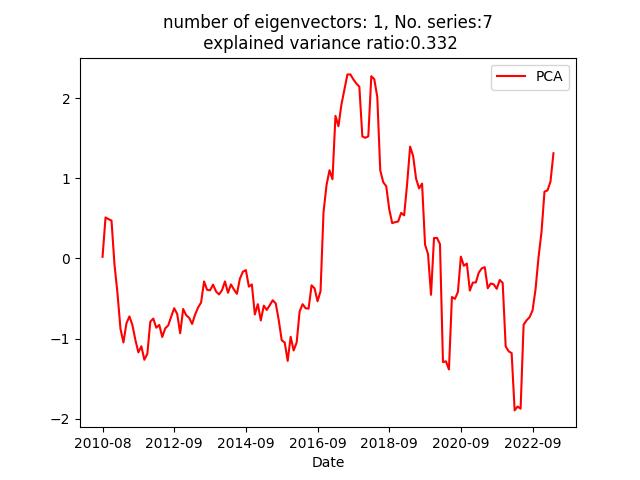 number of eigenvectors: 1, No. series:7
explained variance ratio:0.332
PCA
2
1
0
−1
−2
2010-08 2012-09 2014-09 2016-09 2018-09 2020-09 2022-09
Date